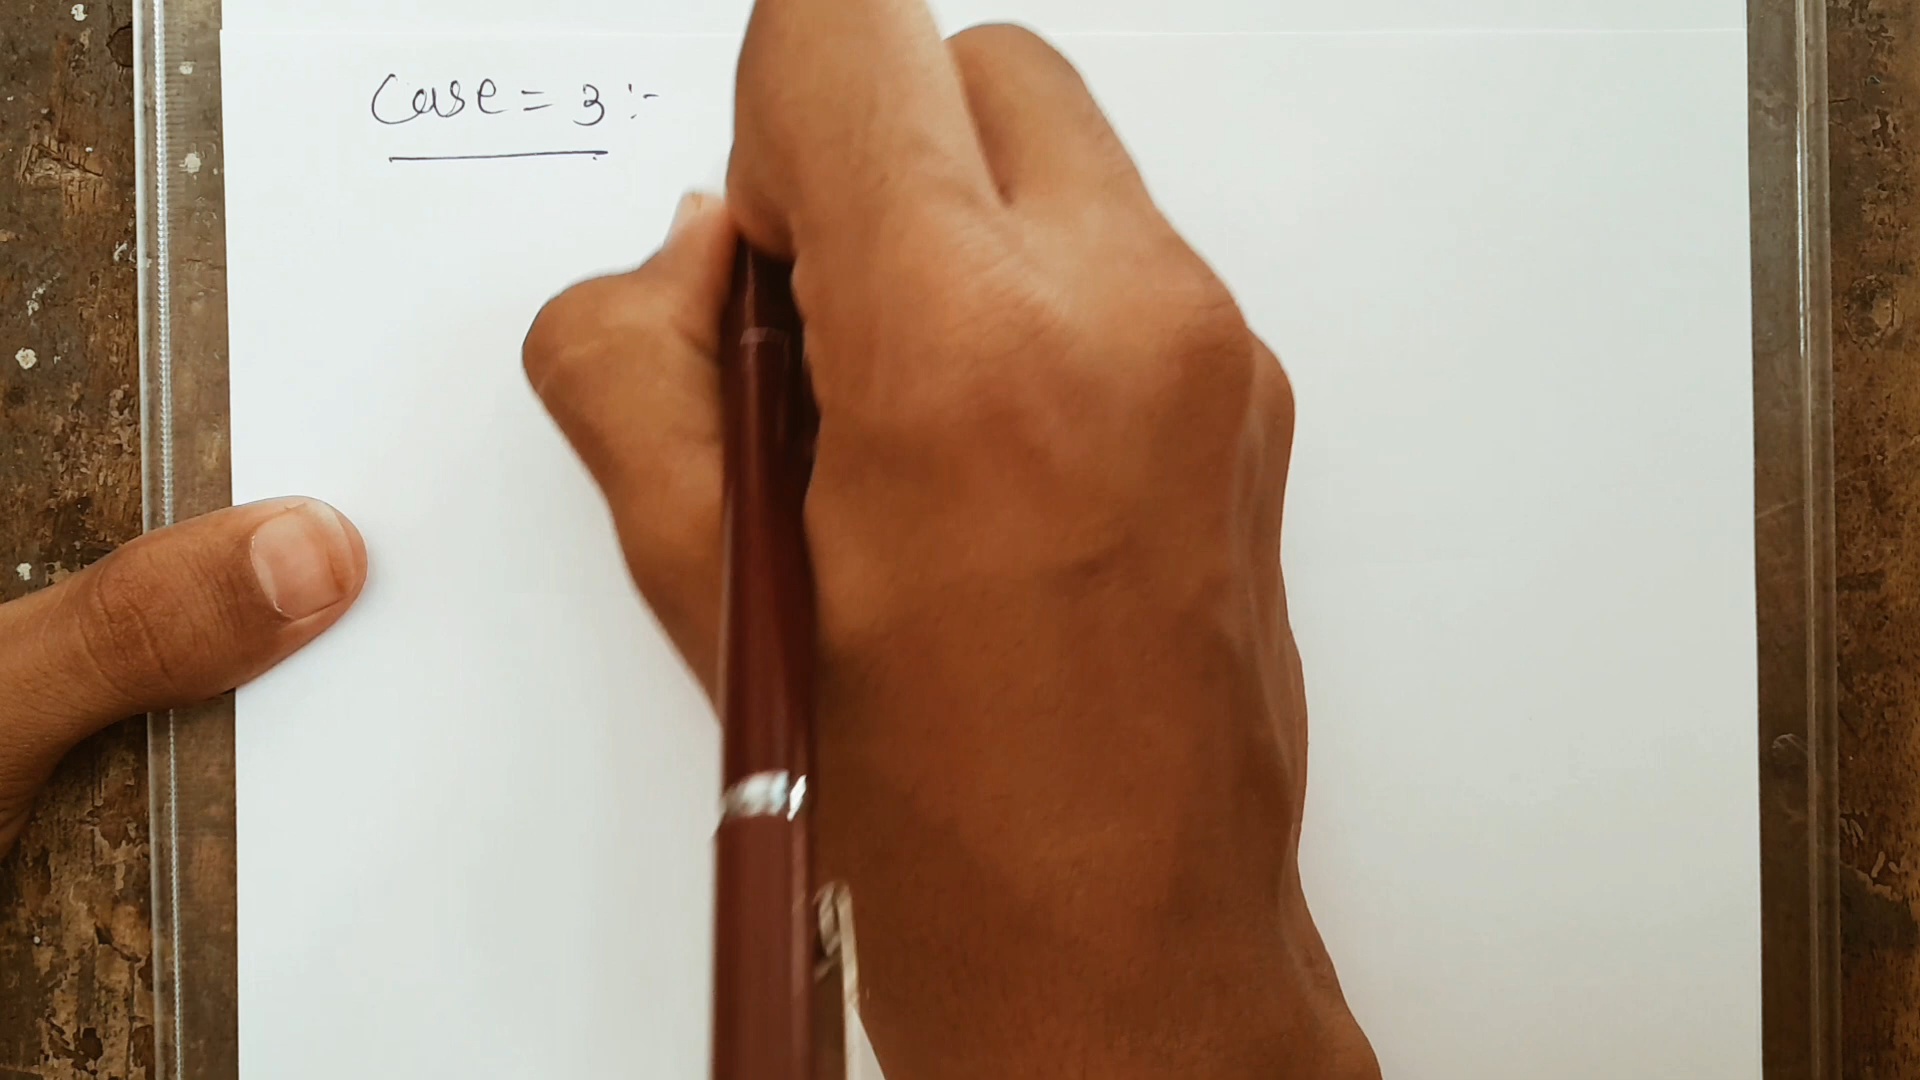 Case = 3 :-